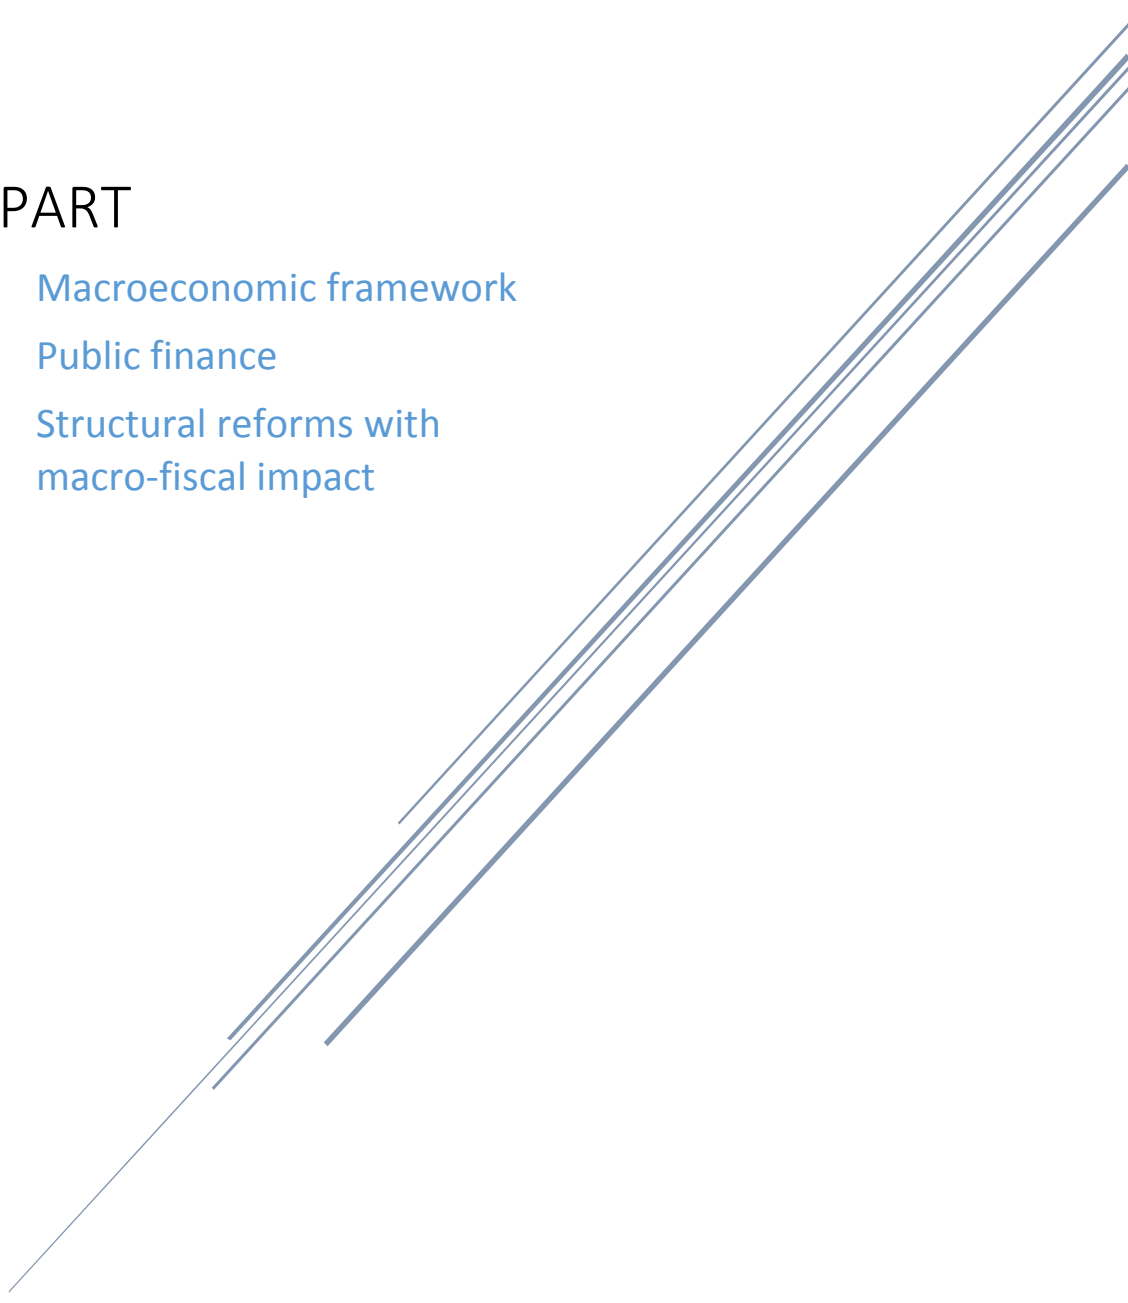 PART
Macroeconomic framework
Public finance
Structural reforms with
macro-fiscal impact